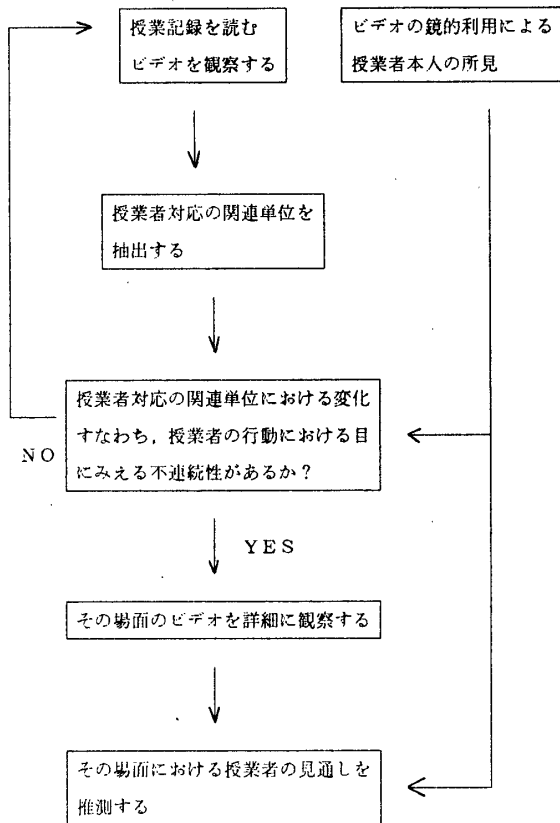 授業記録を読む
ビデオを観察する
ビデオの鏡的利用による
授業者本人の所見
授業者対応の関連単位を
抽出する
授業者対応の関連単位における変化
すなわち，授業者の行動における目
にみえる不連続性があるか？
NO
YES
その場面のビデオを詳細に観察する
その場面における授業者の見通しを
推測する